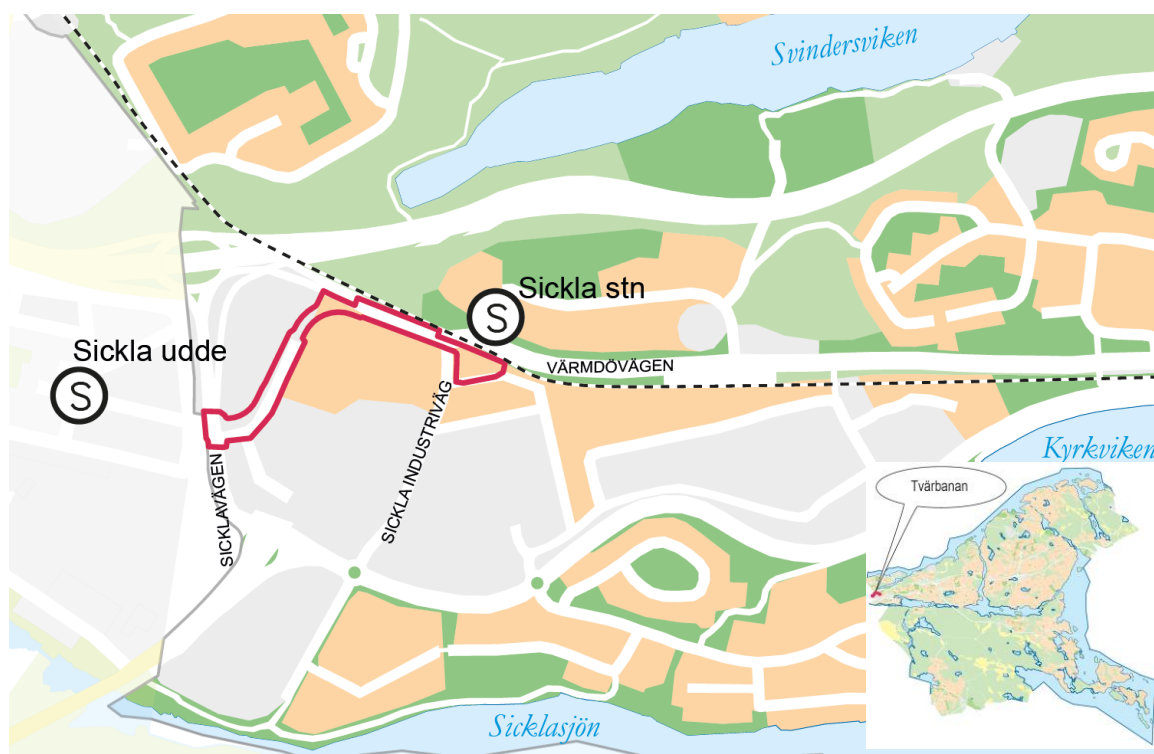 Svindersviken
Sickla stn
S
Sickla udde
S
VÄRMDÖVÄGEN
SICKLA INDUSTRIVÄG
SICKLAVÄGEN
Kyrkviken
Tvärbanan
Sicklasjön